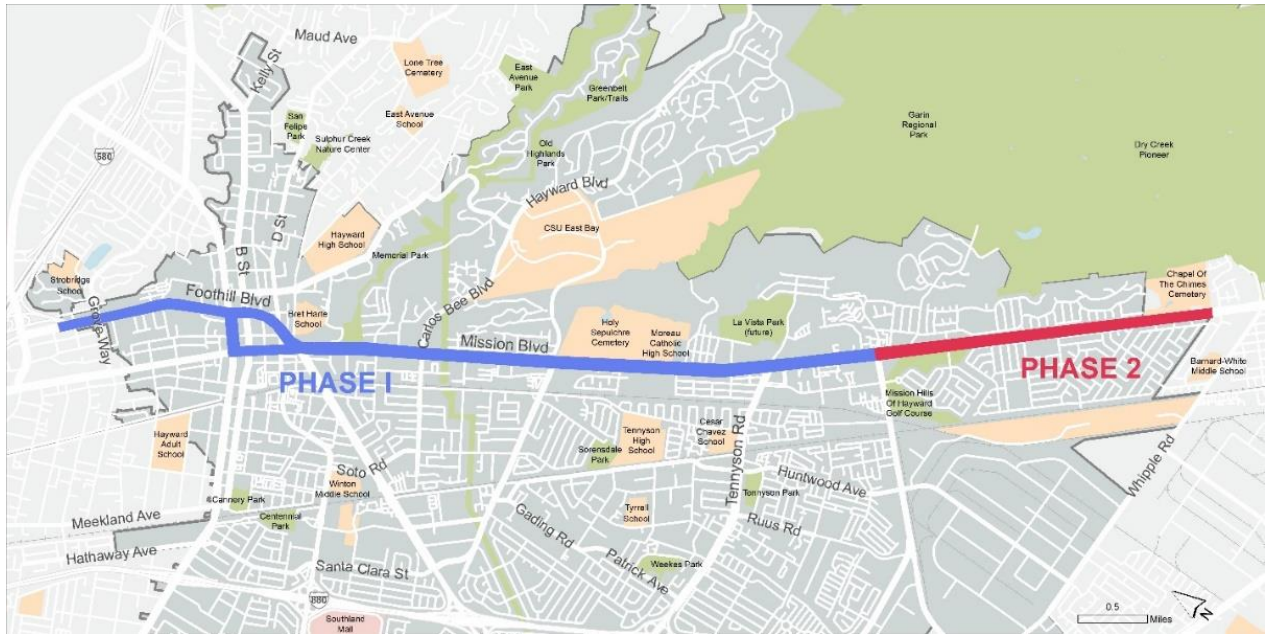 Maud Ave
Kelly St
Lone Tree
Cemetery
East
Avenue
Park
Greenbelt
Park/Trails
Garin
Regional
Park
Dry Creek
Pioneer
San
Felipe
Park
East Avenue
School
Sulphur Creek
Nature Center
Old
Highlands
Park
580
Hayward Blvd
D St
B St
Hayward
High School
CSU East Bay
Memorial Park
Strobridge
School
Grove Way
Foothill Blvd
Bret Harte
School
Carlos Bee Blvd
Mission Blvd
Holy
Sepulchre
Cemetery
Moreau
Catholic
High School
La Vista Park
(future)
Chapel Of
The Chimes
Cemetery
PHASE I
PHASE 2
Barnard-White
Middle School
Mission Hills
Of Hayward
Golf Course
Hayward
Adult
School
Soto Rd
Winton
Middle School
Sorensdale
Park
Tennyson
High
School
Cesar
Chavez
School
Tennyson Rd
Huntwood Ave
Whipple Rd
Cannery Park
Centennial
Park
Tennyson Park
Meekland Ave
Hathaway Ave
Tyrrell
School
Gading Rd
Ruus Rd
Patrick Ave
Weekes Park
Santa Clara St
880
Southland
Mall
0.5
Miles
N